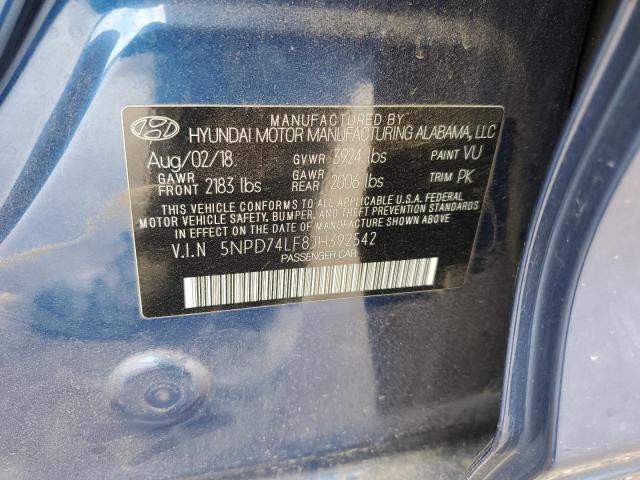 MANUFACTURED BY
HYUNDAI MOTOR MANUFACTURING ALABAMA, LLC
Aug/02/18 GVWR 3924 lbs PAINT VU
GAWR FRONT 2183 lbs GAWR REAR 2006 lbs TRIM PK
THIS VEHICLE CONFORMS TO ALL APPLICABLE U.S.A. FEDERAL
MOTOR VEHICLE SAFETY, BUMPER, AND THEFT PREVENTION STANDARDS
IN EFFECT ON THE DATE OF MANUFACTURE SHOWN ABOVE.
V.I.N 5NPD74LF8JH392542
PASSENGER CAR